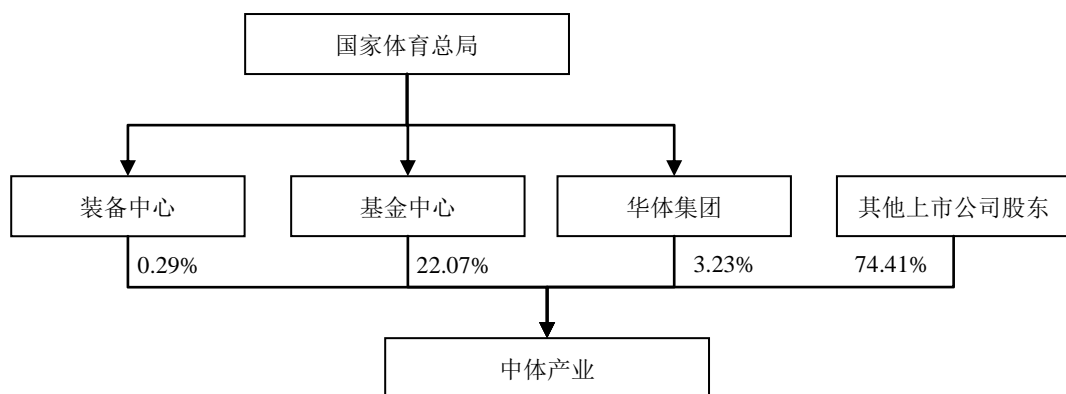 国家体育总局
装备中心
基金中心
华体集团
其他上市公司股东
0.29%
22.07%
3.23%
74.41%
中体产业